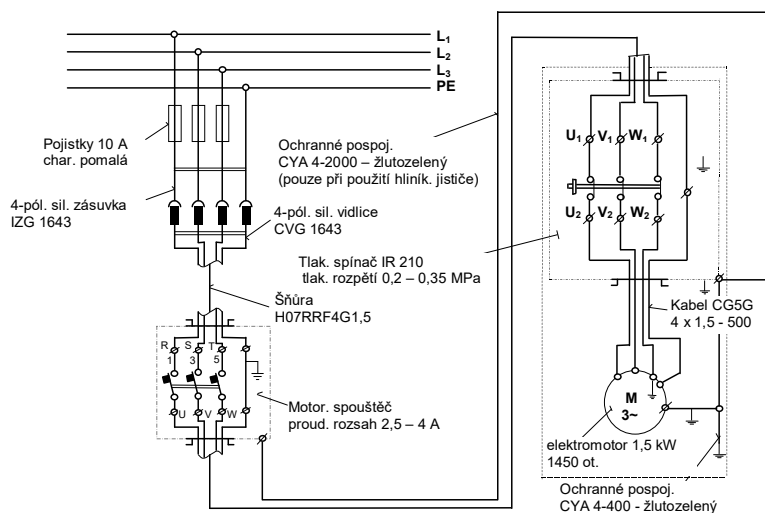 L1
L2
L3
PE
Pojistky 10 A
char. pomalá
4-pól. sil. zásuvka
IZG 1643
4-pól. sil. vidlice
CVG 1643
Ochranné pospoj.
CYA 4-2000 – žlutozelený
(pouze při použití hliník. jističe)
Tlak. spínač IR 210
tlak. rozpětí 0,2 – 0,35 MPa
Šňůra
H07RRF4G1,5
R S T
1 3 5
U V W
Motor. spouštěč
proud. rozsah 2,5 – 4 A
U1 V1 W1
U2 V2 W2
Kabel CG5G
4 x 1,5 - 500
M
3~
elektromotor 1,5 kW
1450 ot.
Ochranné pospoj.
CYA 4-400 - žlutozelený